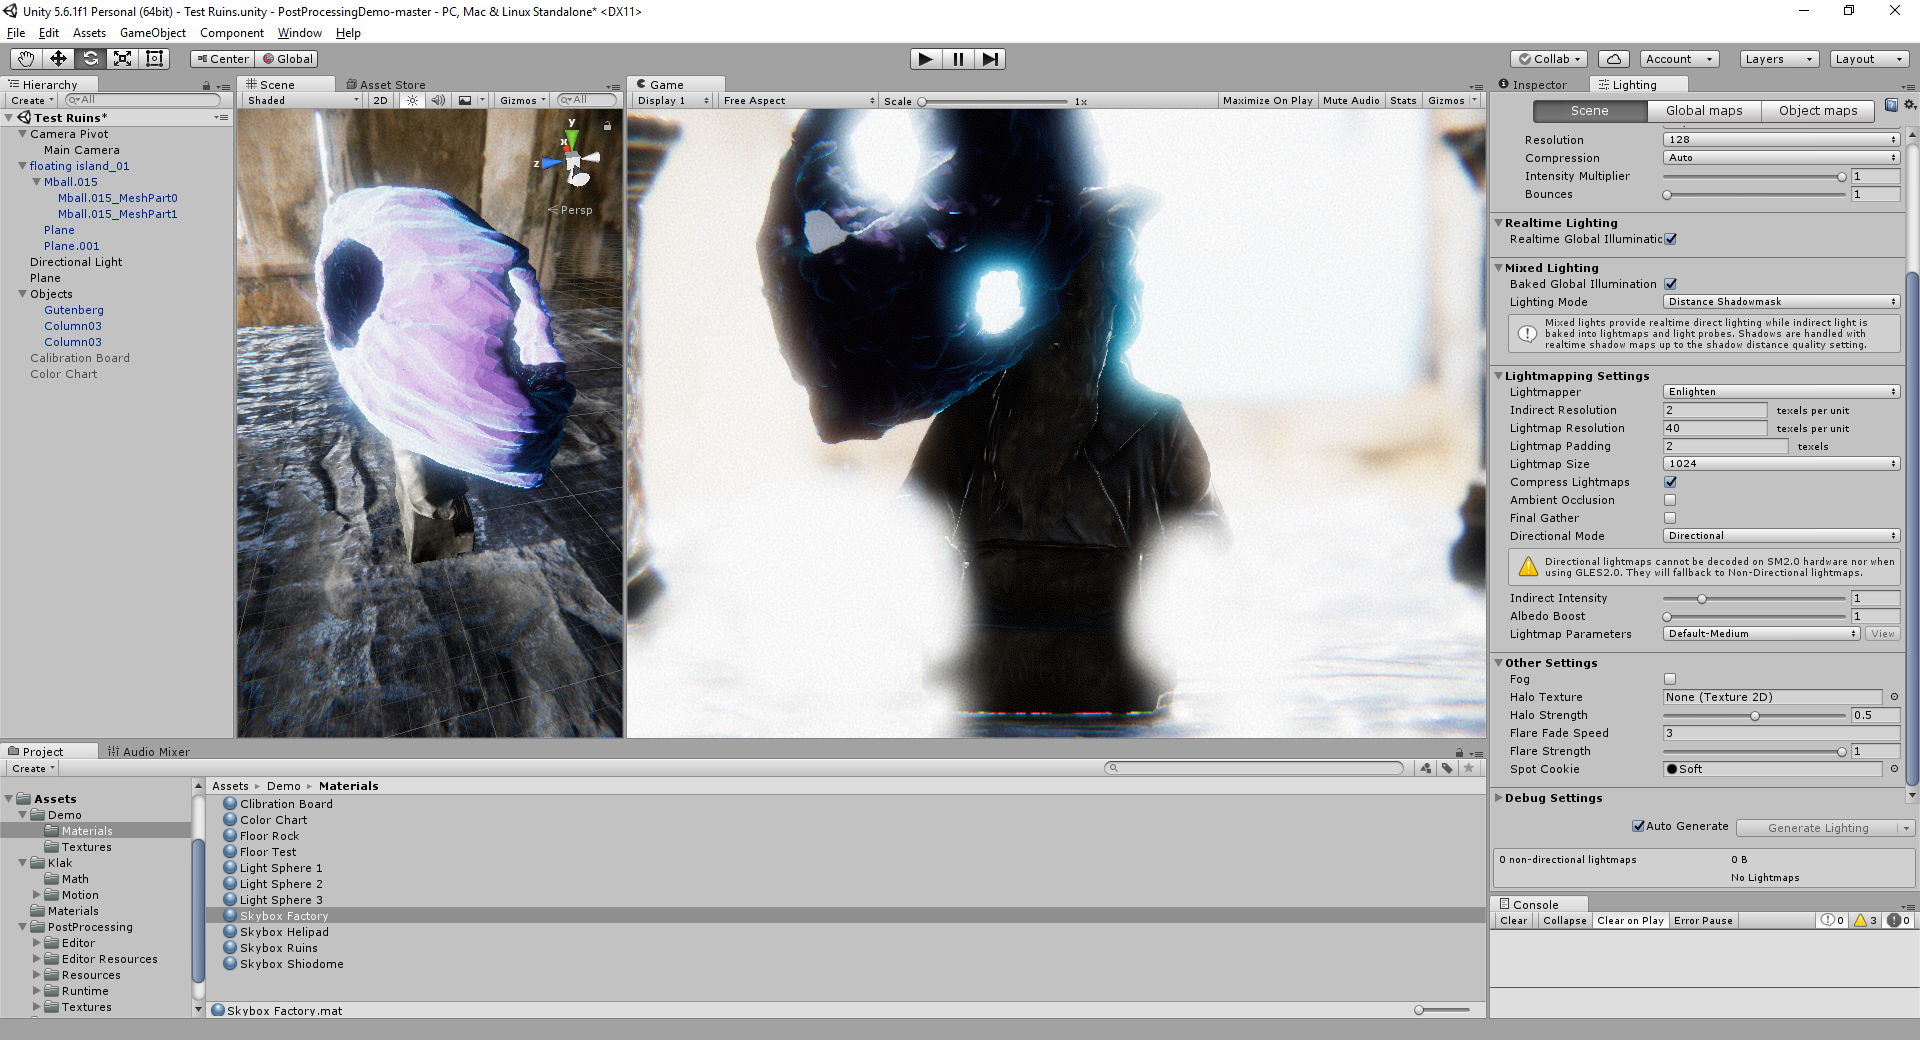 Unity 5.6.1f1 Personal (64bit) - Test Ruins.unity - PostProcessingDemo-master - PC, Mac & Linux Standalone* <DX11>
File Edit Assets GameObject Component Window Help
Center Global
Collab Account Layers Layout
Hierarchy
Create All
Test Ruins*
Camera Pivot
Main Camera
floating island_01
Mball.015
Mball.015_MeshPart0
Mball.015_MeshPart1
Plane
Plane.001
Directional Light
Plane
Objects
Gutenberg
Column03
Column03
Calibration Board
Color Chart
Scene Asset Store
Shaded 2D Gizmos All
y
x
z
Persp
Game
Display 1 Free Aspect Scale 1x Maximize On Play Mute Audio Stats Gizmos
Inspector Lighting
Scene Global maps Object maps
Resolution 128
Compression Auto
Intensity Multiplier 1
Bounces 1
Realtime Lighting
Realtime Global Illuminatic
Mixed Lighting
Baked Global Illumination
Lighting Mode Distance Shadowmask
Mixed lights provide realtime direct lighting while indirect light is
baked into lightmaps and light probes. Shadows are handled with
realtime shadow maps up to the shadow distance quality setting.
Lightmapping Settings
Lightmapper Enlighten
Indirect Resolution 2 texels per unit
Lightmap Resolution 40 texels per unit
Lightmap Padding 2 texels
Lightmap Size 1024
Compress Lightmaps
Ambient Occlusion
Final Gather
Directional Mode Directional
Directional lightmaps cannot be decoded on SM2.0 hardware nor when
using GLES2.0. They will fallback to Non-Directional lightmaps.
Indirect Intensity 1
Albedo Boost 1
Lightmap Parameters Default-Medium View
Other Settings
Fog
Halo Texture None (Texture 2D)
Halo Strength 0.5
Flare Fade Speed 3
Flare Strength 1
Spot Cookie Soft
Debug Settings
Auto Generate Generate Lighting
0 non-directional lightmaps 0 B
No Lightmaps
Console
Clear Collapse Clear on Play Error Pause 0 3 0
Project Audio Mixer
Create
Assets
Demo
Materials
Textures
Klak
Math
Motion
Materials
PostProcessing
Editor
Editor Resources
Resources
Runtime
Textures
Assets Demo Materials
Clibration Board
Color Chart
Floor Rock
Floor Test
Light Sphere 1
Light Sphere 2
Light Sphere 3
Skybox Factory
Skybox Helipad
Skybox Ruins
Skybox Shiodome
Skybox Factory.mat